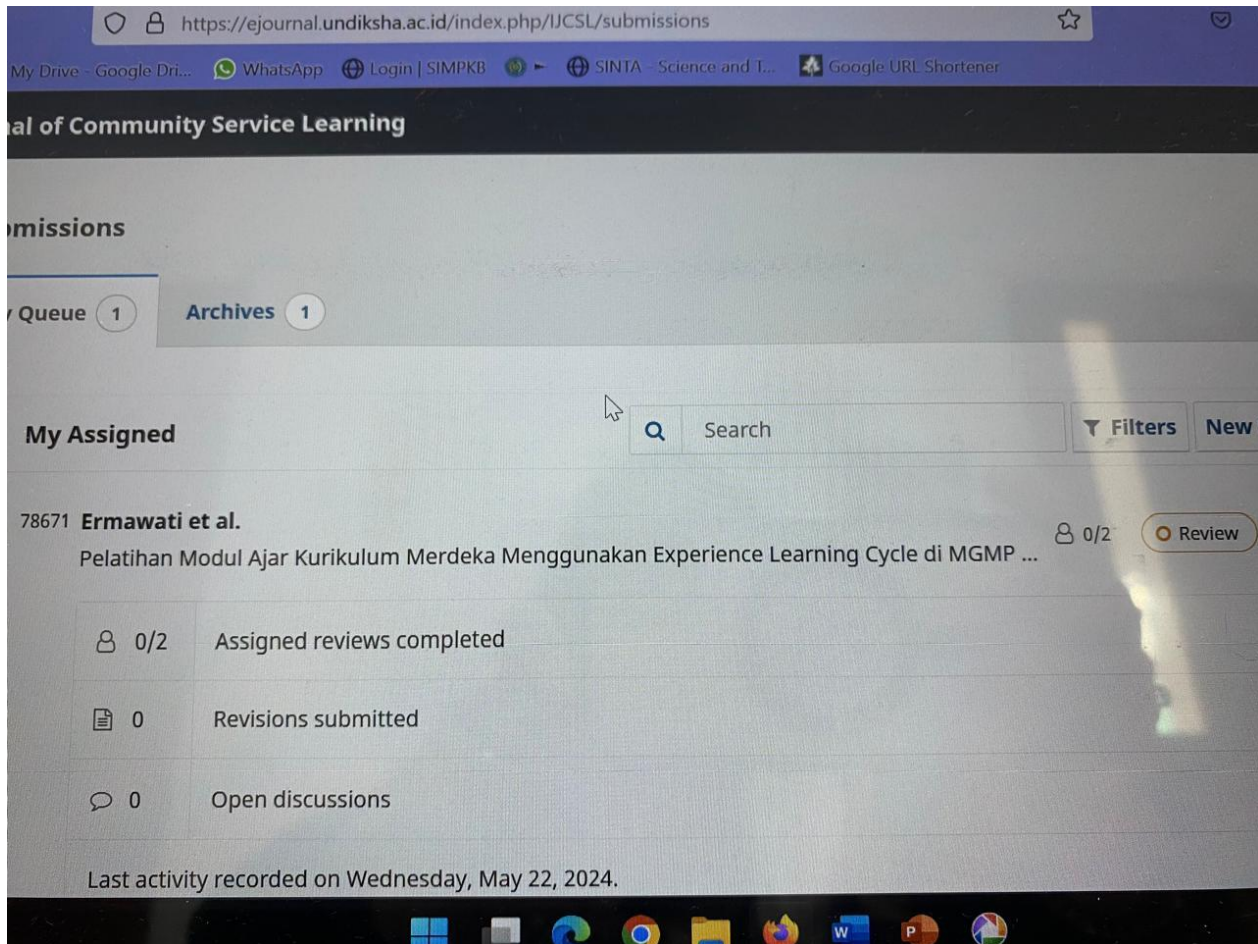 https://ejournal.undiksha.ac.id/index.php/IJCSL/submissions
My Drive - Google Dri... WhatsApp Login | SIMPKB SINTA - Science and T... Google URL Shortener
nal of Community Service Learning
omissions
y Queue 1 Archives 1
My Assigned Search Filters New
78671 Ermawati et al. 0/2 Review
Pelatihan Modul Ajar Kurikulum Merdeka Menggunakan Experience Learning Cycle di MGMP ...
0/2 Assigned reviews completed
0 Revisions submitted
0 Open discussions
Last activity recorded on Wednesday, May 22, 2024.
W P